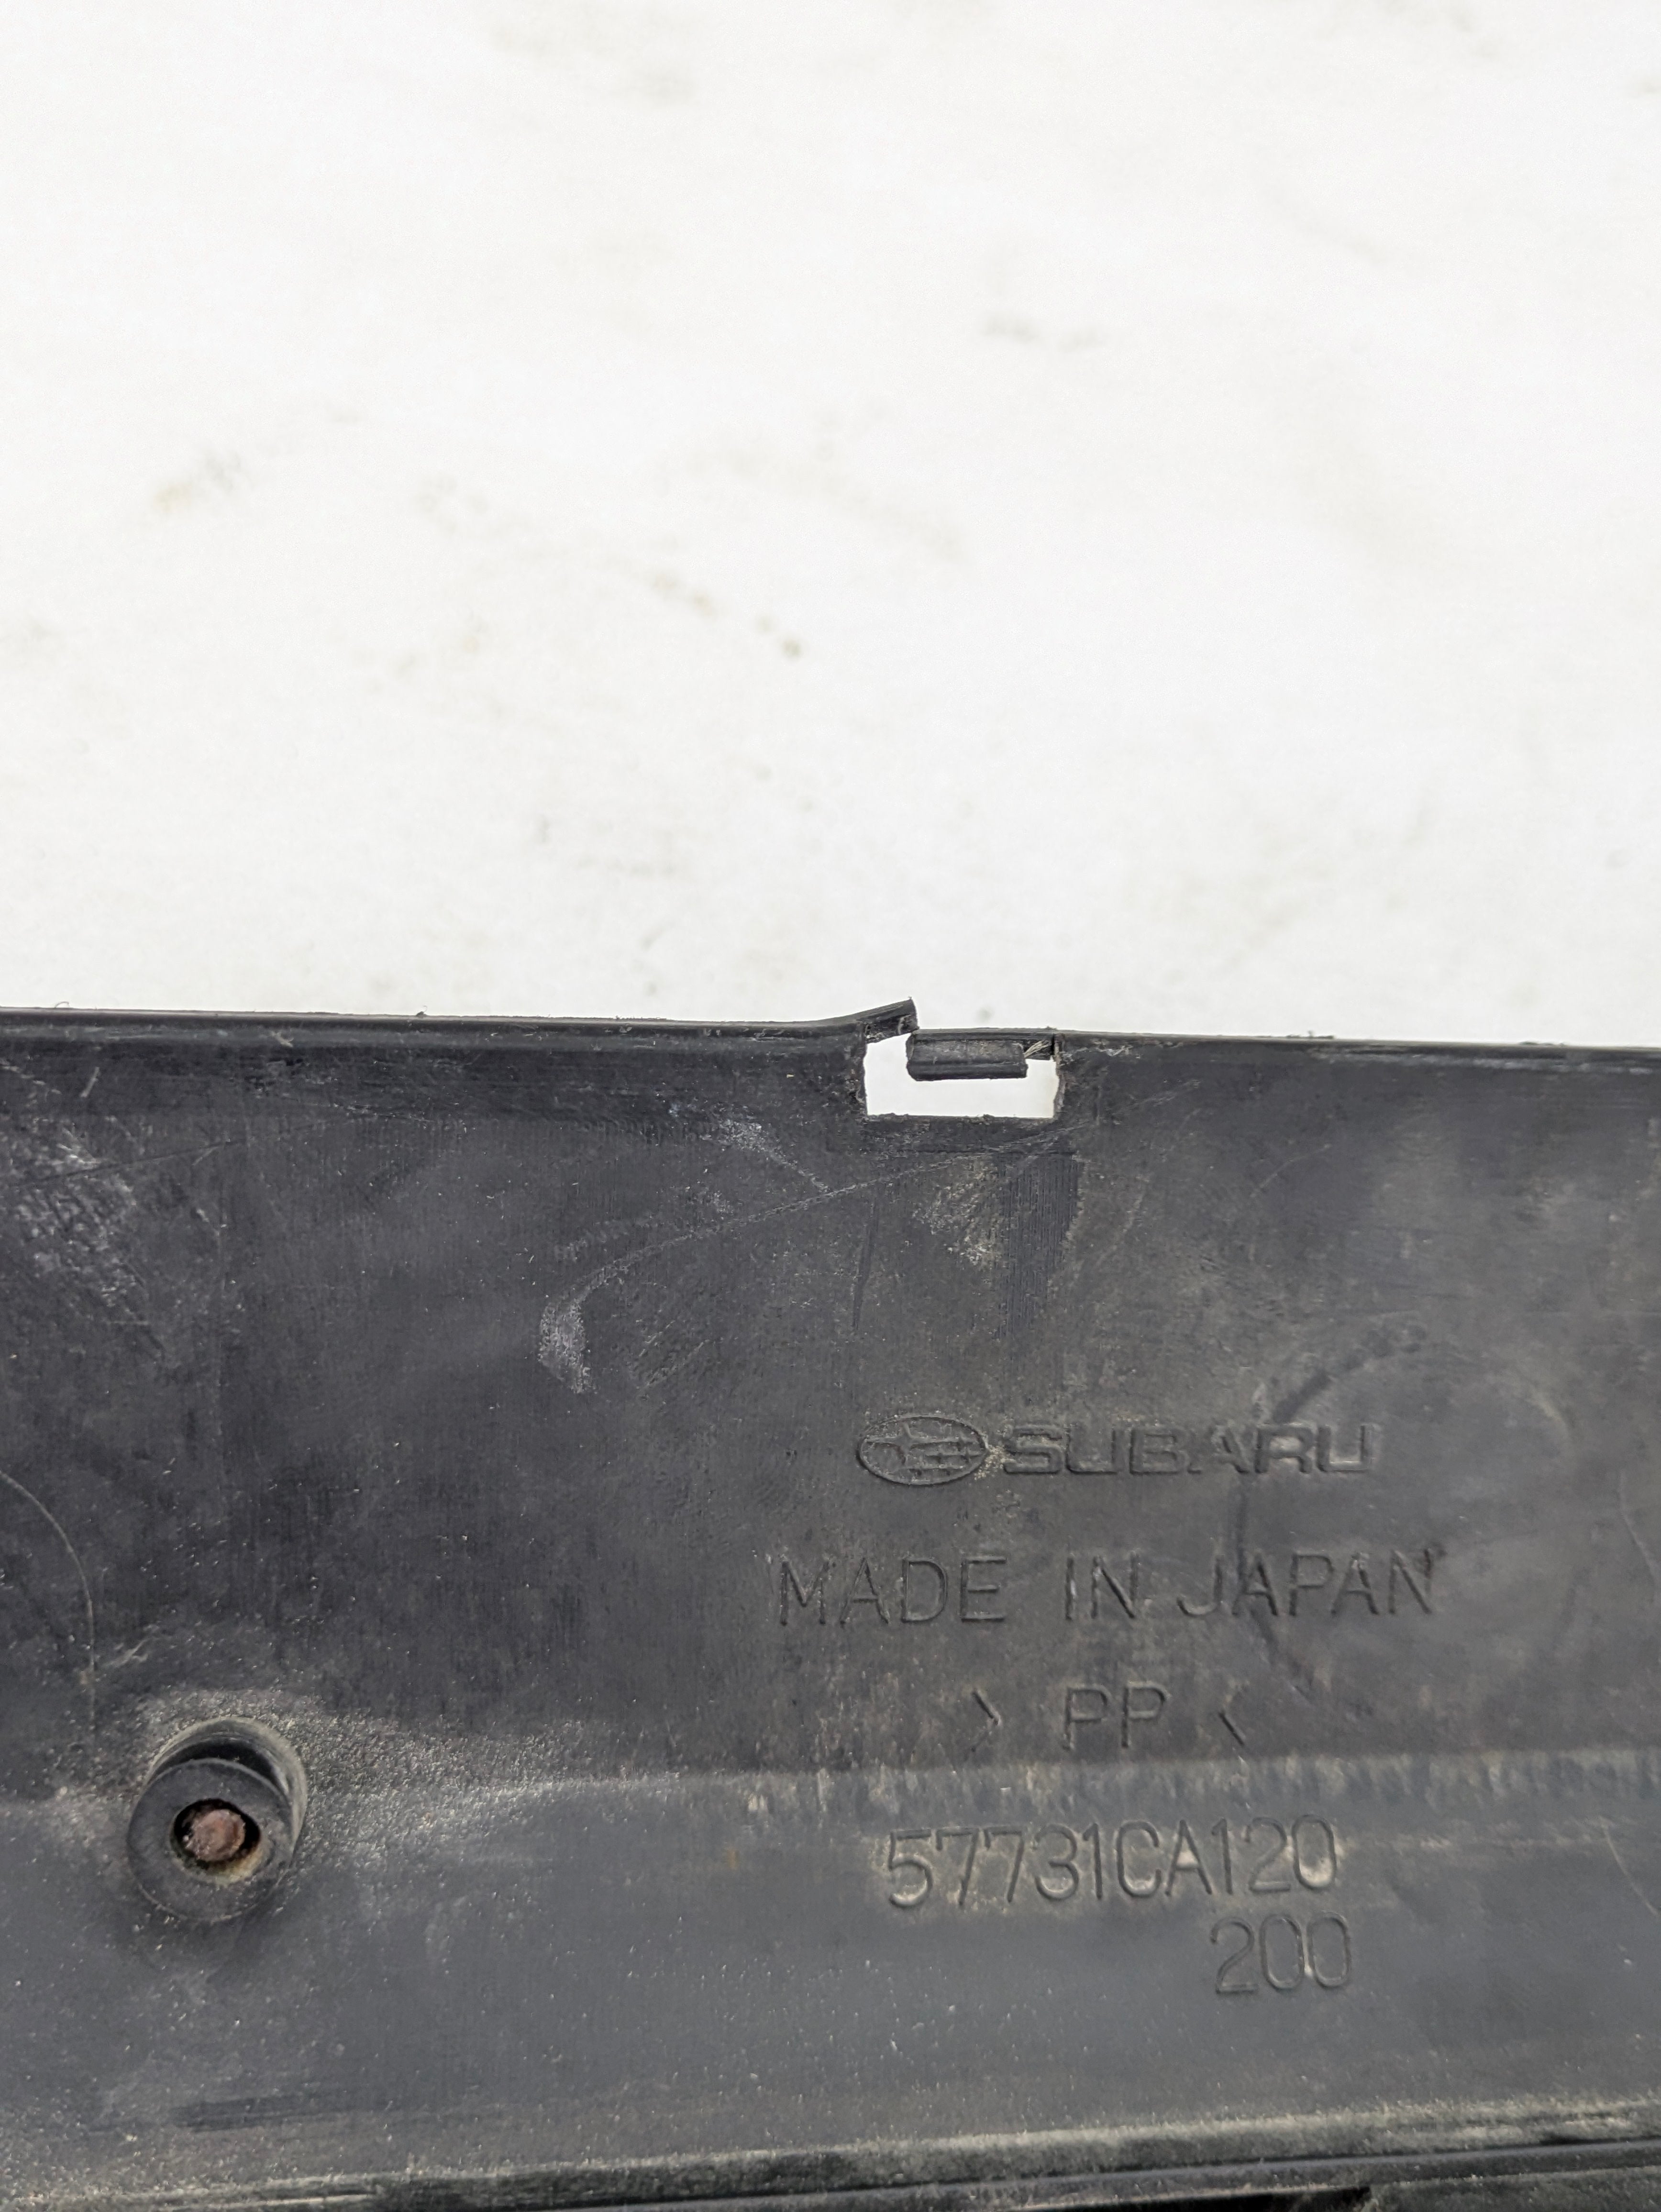 SUBARU
MADE IN JAPAN
> PP <
57731CA120
200